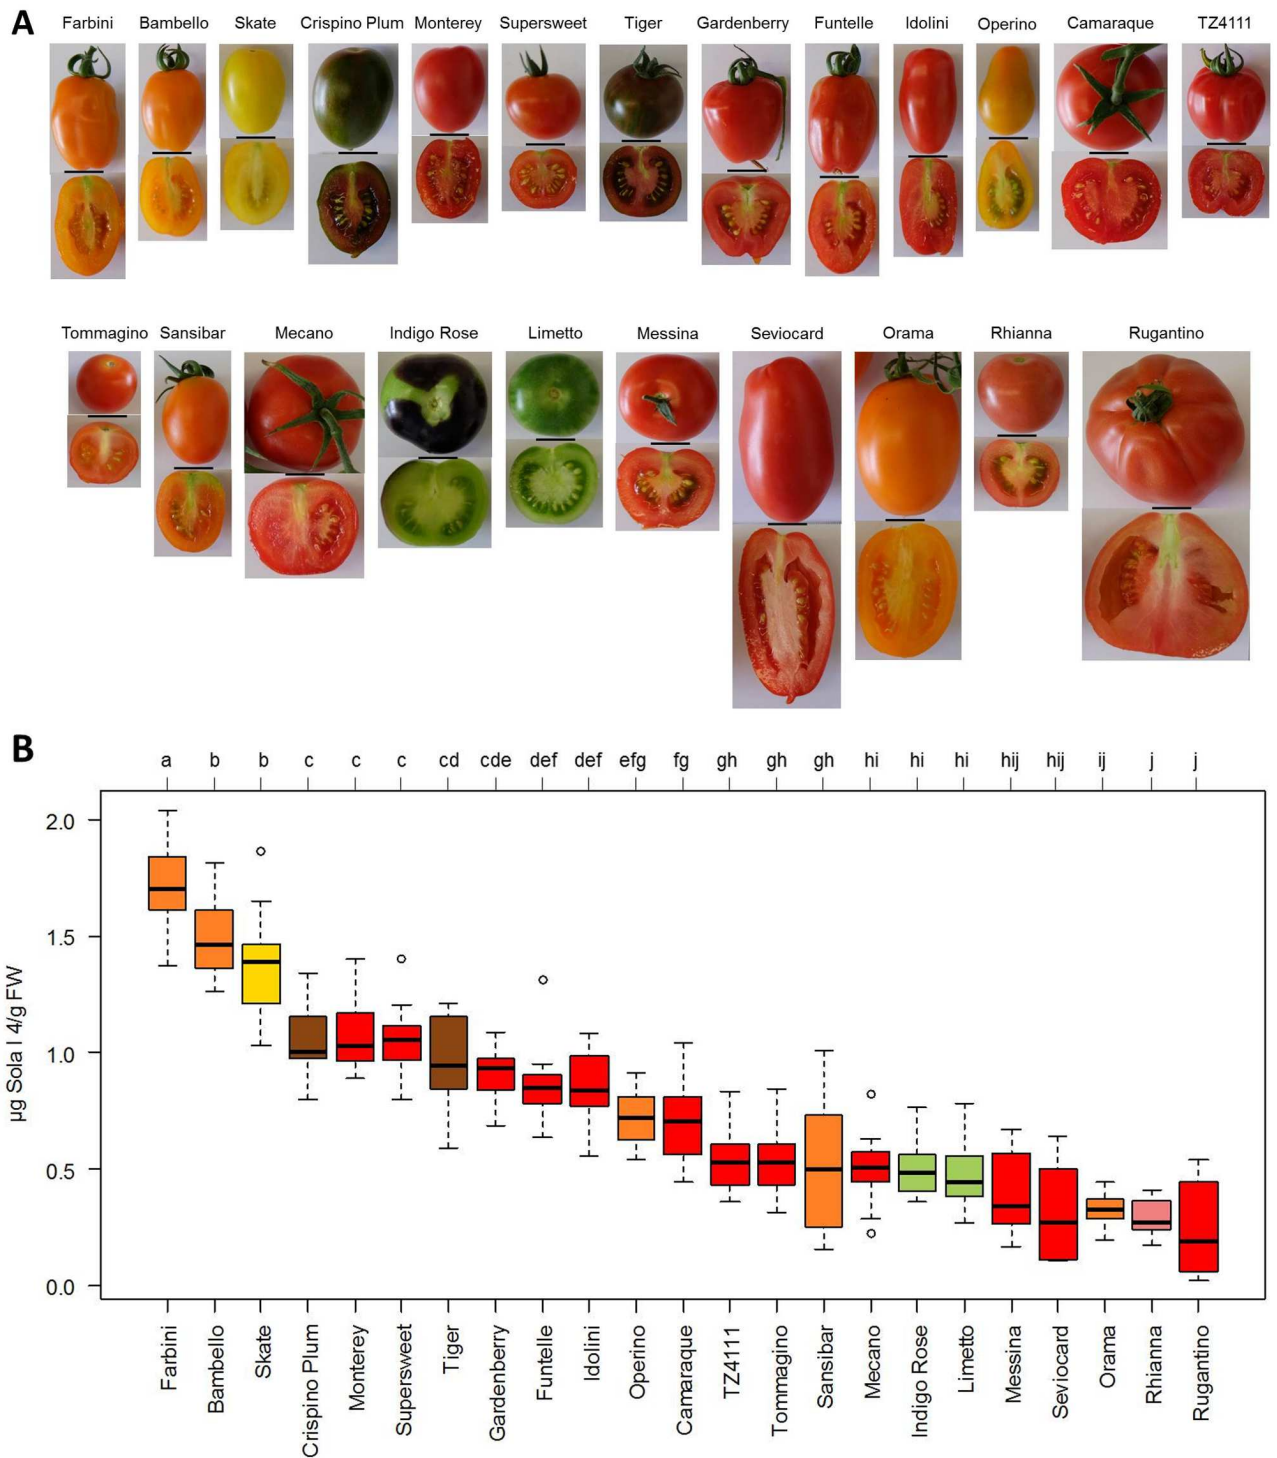 A
Farbini Bambello Skate Crispino Plum Monterey Supersweet Tiger Gardenberry Funtelle Idolini Operino Camaraque TZ4111
Tommagino Sansibar Mecano Indigo Rose Limetto Messina Seviocard Orama Rhianna Rugantino
B
a b b c c c cd cde def def efg fg gh gh gh hi hi hi hij hij ij j j
2.0
1.5
1.0
0.5
0.0
µg Sola l 4/g FW
Farbini
Bambello
Skate
Crispino Plum
Monterey
Supersweet
Tiger
Gardenberry
Funtelle
Idolini
Operino
Camaraque
TZ4111
Tommagino
Sansibar
Mecano
Indigo Rose
Limetto
Messina
Seviocard
Orama
Rhianna
Rugantino